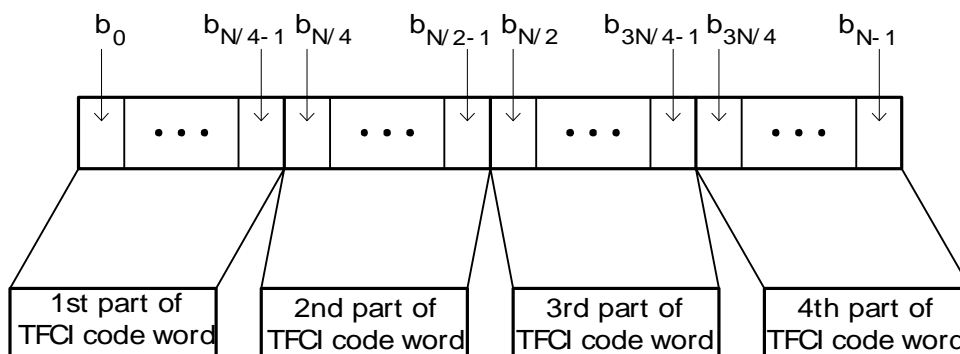 b0 bN/4-1 bN/4 bN/2-1 bN/2 b3N/4-1 b3N/4 bN-1
1st part of
TFCI code word
2nd part of
TFCI code word
3rd part of
TFCI code word
4th part of
TFCI code word